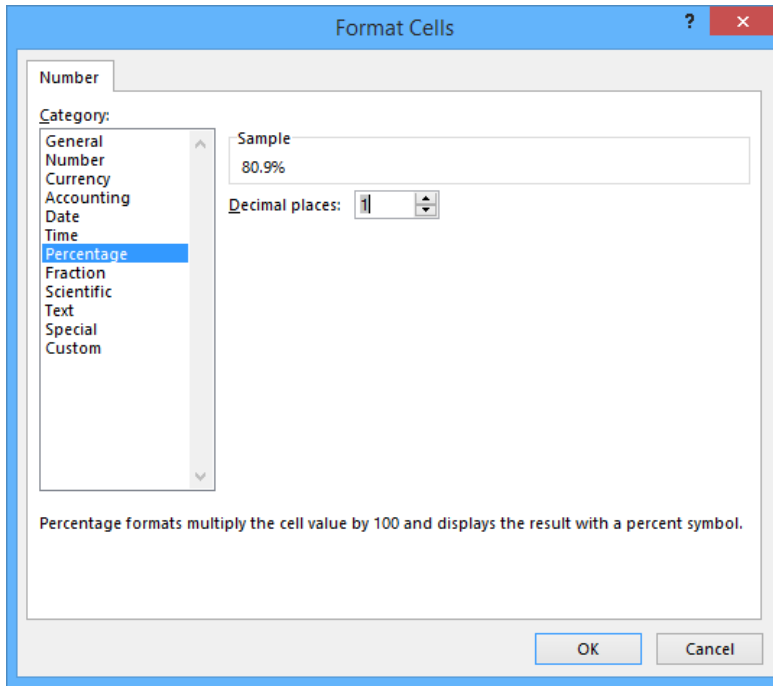 Format Cells
?
Number
Category:
General
Number
Currency
Accounting
Date
Time
Percentage
Fraction
Scientific
Text
Special
Custom
Sample
80.9%
Decimal places: 1
Percentage formats multiply the cell value by 100 and displays the result with a percent symbol.
OK Cancel